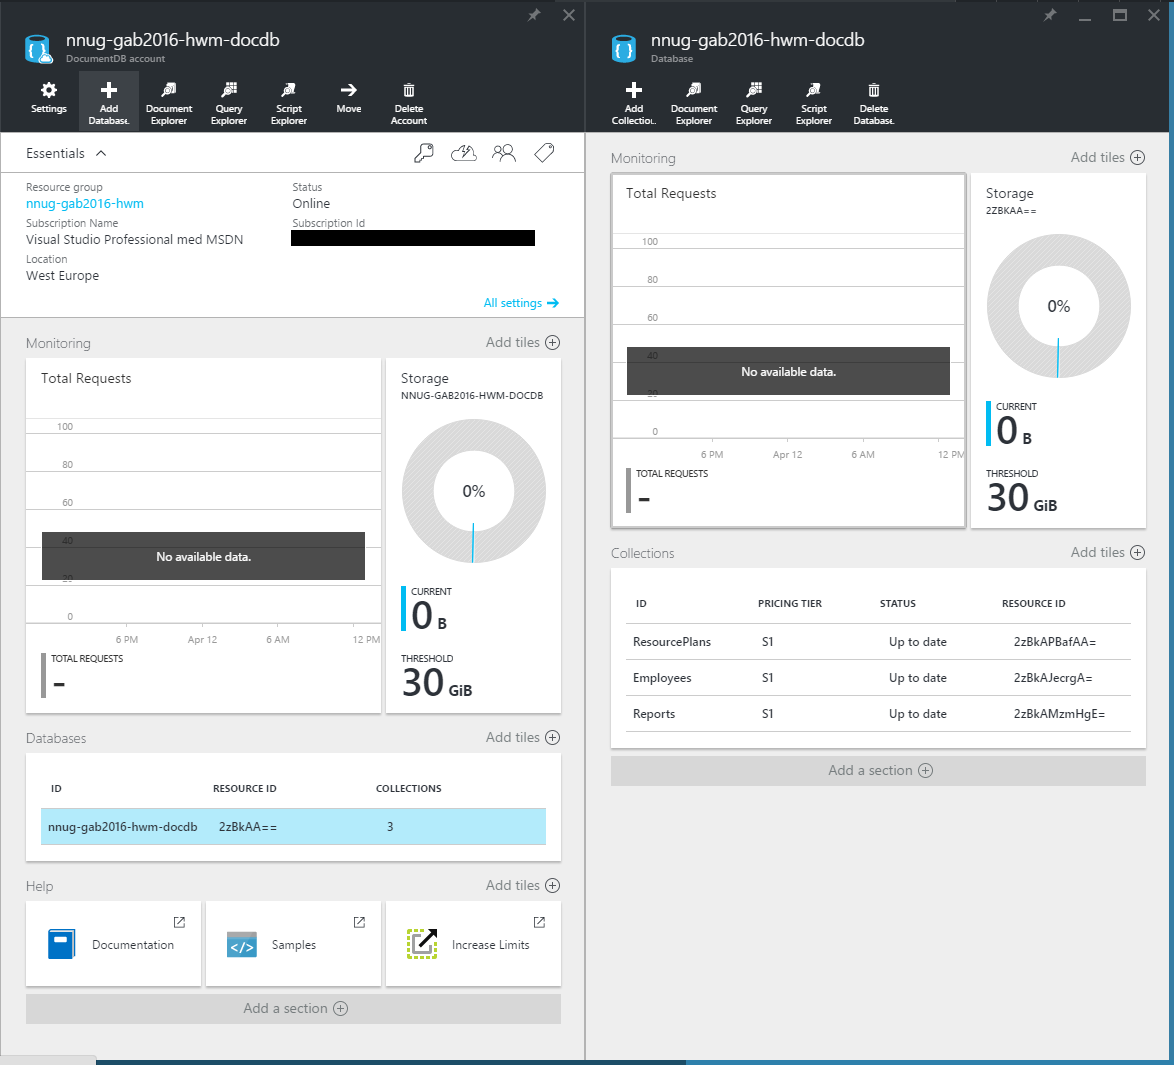 nnug-gab2016-hwm-docdb
DocumentDB account
Settings
Add Database.
Document Explorer
Query Explorer
Script Explorer
Move
Delete Account
Essentials
Resource group
nnug-gab2016-hwm
Status
Online
Subscription Name
Visual Studio Professional med MSDN
Subscription Id
Location
West Europe
All settings
Monitoring
Add tiles
Total Requests
100
80
60
40
No available data.
20
0
6 PM
Apr 12
6 AM
12 PM
TOTAL REQUESTS
-
Storage
NNUG-GAB2016-HWM-DOCDB
0%
CURRENT
0 B
THRESHOLD
30 GiB
Databases
Add tiles
ID RESOURCE ID COLLECTIONS
nnug-gab2016-hwm-docdb 2zBkAA== 3
Help
Add tiles
Documentation
Samples
Increase Limits
Add a section
nnug-gab2016-hwm-docdb
Database
Add Collectio..
Document Explorer
Query Explorer
Script Explorer
Delete Databas..
Monitoring
Add tiles
Total Requests
100
80
60
40
No available data.
20
0
6 PM
Apr 12
6 AM
12 PM
TOTAL REQUESTS
-
Storage
2ZBKAA==
0%
CURRENT
0 B
THRESHOLD
30 GiB
Collections
Add tiles
ID PRICING TIER STATUS RESOURCE ID
ResourcePlans S1 Up to date 2zBkAPBafAA=
Employees S1 Up to date 2zBkAJecrgA=
Reports S1 Up to date 2zBkAMzmHgE=
Add a section